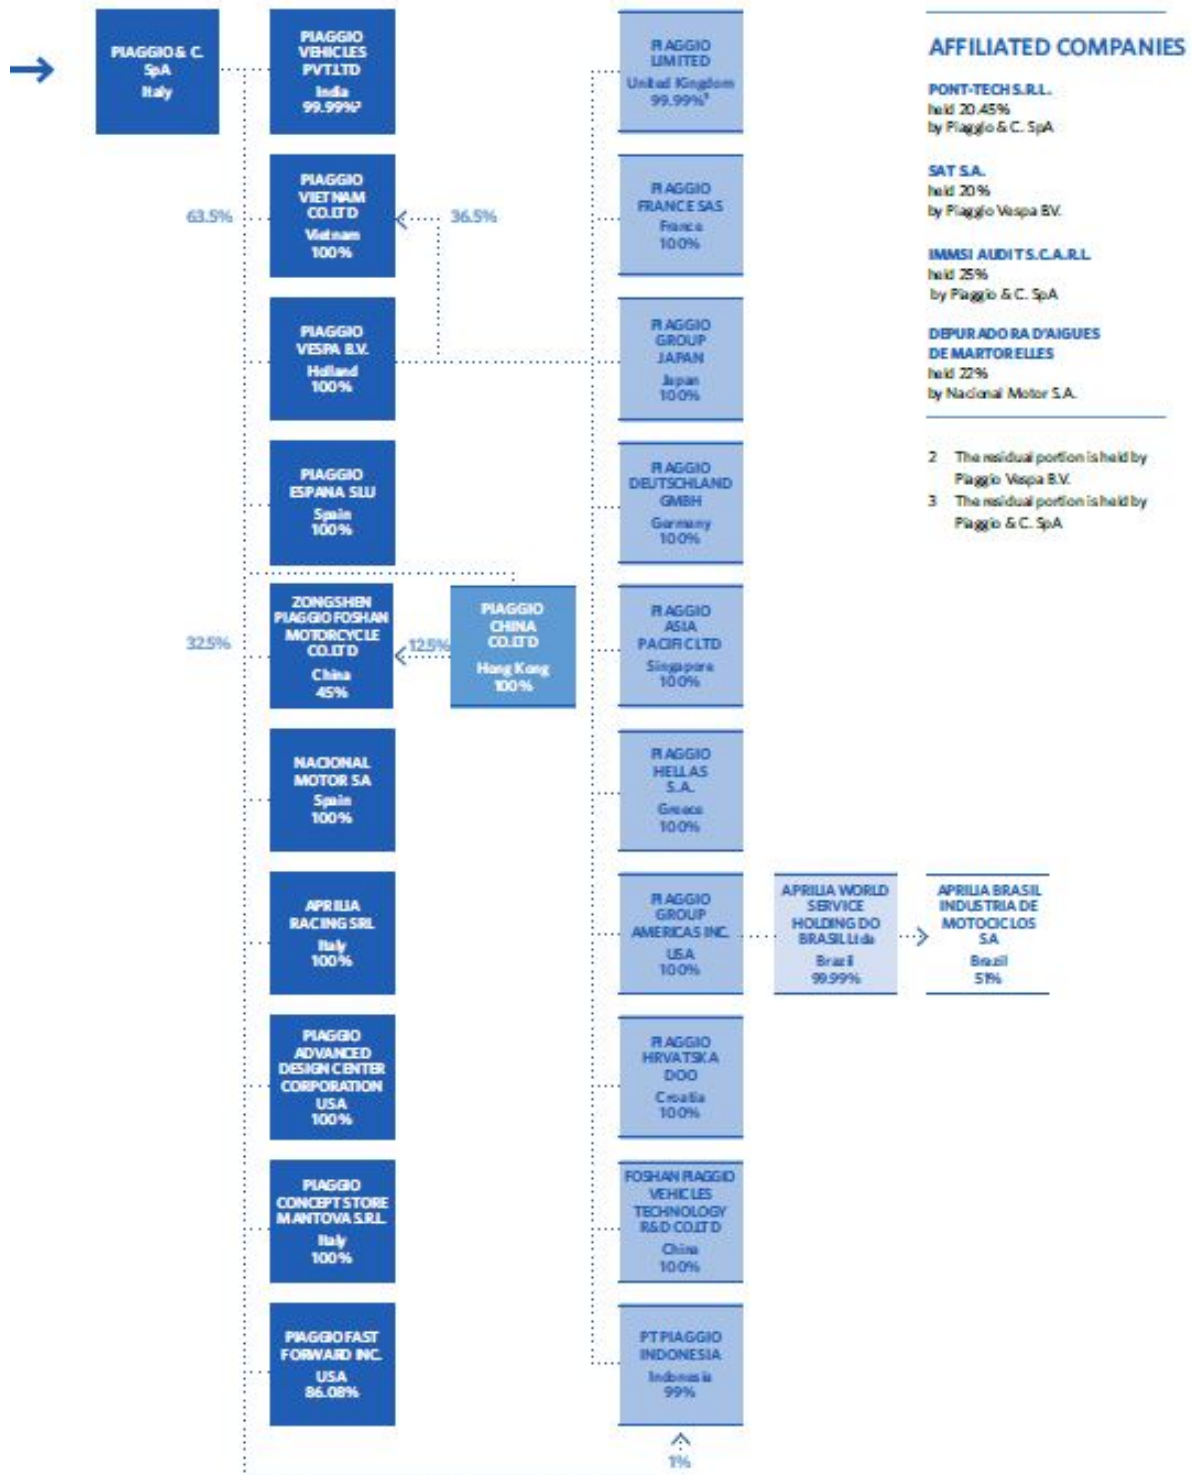 PIAGGIO & C.
SpA
Italy
PIAGGIO
VEHICLES
PVT.LTD
India
99.99%²
63.5%
PIAGGIO
VIETNAM
CO.LTD
Vietnam
100%
36.5%
PIAGGIO
VESPA B.V.
Holland
100%
PIAGGIO
ESPANA SLU
Spain
100%
32.5%
ZONGSHEN
PIAGGIO FOSHAN
MOTORCYCLE
CO.LTD
China
45%
12.5%
PIAGGIO
CHINA
CO.LTD
Hong Kong
100%
NACIONAL
MOTOR SA
Spain
100%
APRILIA
RACING SRL
Italy
100%
PIAGGIO
ADVANCED
DESIGN CENTER
CORPORATION
USA
100%
PIAGGIO
CONCEPT STORE
MANTOVA S.R.L.
Italy
100%
PIAGGIO FAST
FORWARD INC.
USA
86.08%
PIAGGIO
LIMITED
United Kingdom
99.99%³
PIAGGIO
FRANCE SAS
France
100%
PIAGGIO
GROUP
JAPAN
Japan
100%
PIAGGIO
DEUTSCHLAND
GMBH
Germany
100%
PIAGGIO
ASIA
PACIFIC LTD
Singapore
100%
PIAGGIO
HELLAS
S.A.
Greece
100%
PIAGGIO
GROUP
AMERICAS INC.
USA
100%
APRILIA WORLD
SERVICE
HOLDING DO
BRASIL Ltda
Brazil
99.99%
APRILIA BRASIL
INDUSTRIA DE
MOTOCICLOS
SA
Brazil
51%
PIAGGIO
HRVATSKA
DOO
Croatia
100%
FOSHAN PIAGGIO
VEHICLES
TECHNOLOGY
R&D CO.LTD
China
100%
PT PIAGGIO
INDONESIA
Indonesia
99%
1%
AFFILIATED COMPANIES
PONT-TECH S.R.L.
held 20.45%
by Piaggio & C. SpA
SAT S.A.
held 20%
by Piaggio Vespa B.V.
IMMSI AUDIT S.C.A.R.L.
held 25%
by Piaggio & C. SpA
DEPURADORA D'AIGUES
DE MARTORELLES
held 22%
by Nacional Motor S.A.
2 The residual portion is held by
Piaggio Vespa B.V.
3 The residual portion is held by
Piaggio & C. SpA